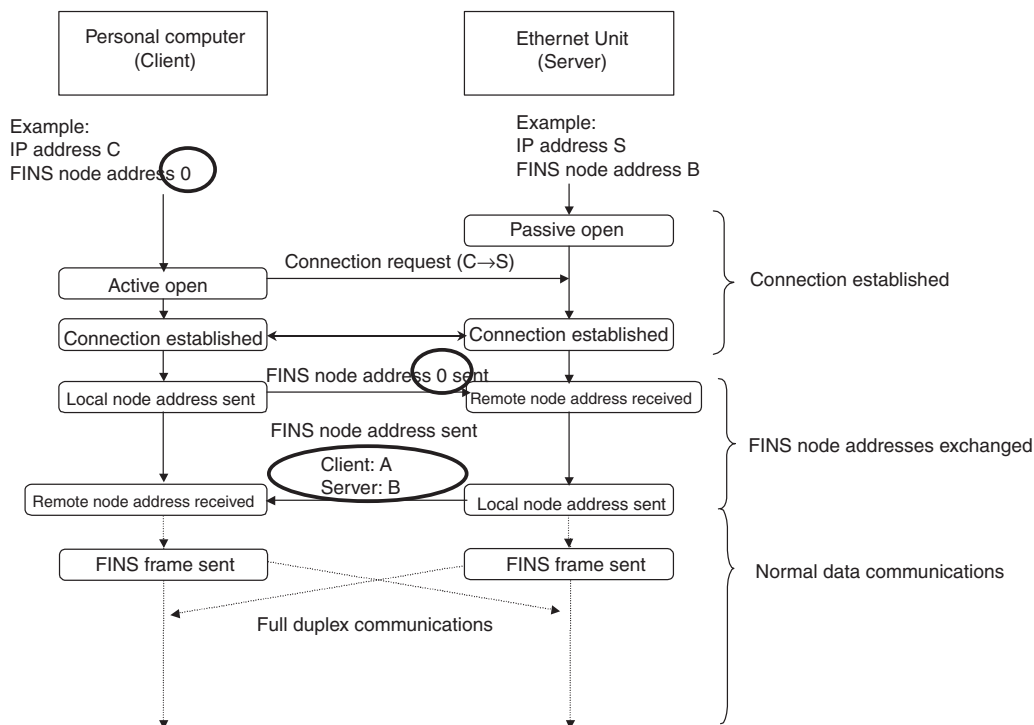 Personal computer
(Client)
Ethernet Unit
(Server)
Example:
IP address C
FINS node address 0
Example:
IP address S
FINS node address B
Passive open
Connection request (C→S)
Active open
Connection established
Connection established
Connection established
FINS node address 0 sent
Local node address sent
Remote node address received
FINS node address sent
Client: A
Server: B
FINS node addresses exchanged
Remote node address received
Local node address sent
FINS frame sent
FINS frame sent
Normal data communications
Full duplex communications